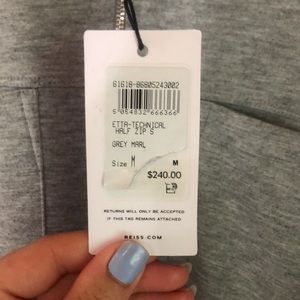 61618-86805243002
5 054832 666366
ETTA-TECHNICAL
HALF ZIP S
GREY MARL
Size M M
$240.00
RETURNS WILL ONLY BE ACCEPTED
IF THIS TAG REMAINS ATTACHED
REISS.COM